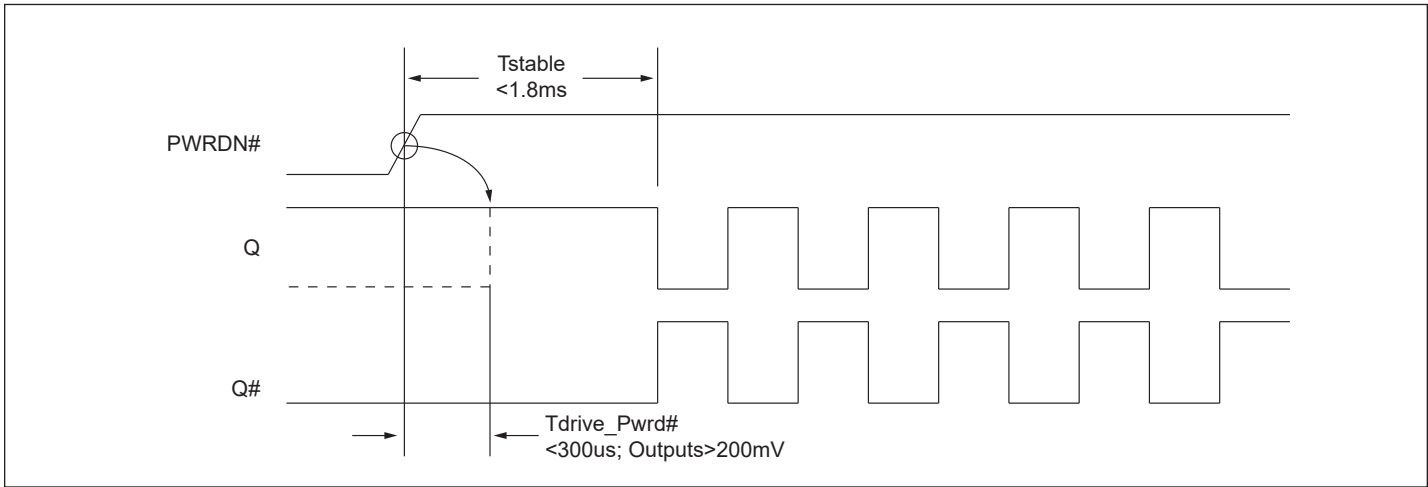 Tstable
<1.8ms
PWRDN#
Q
Q#
Tdrive_Pwrd#
<300us; Outputs>200mV